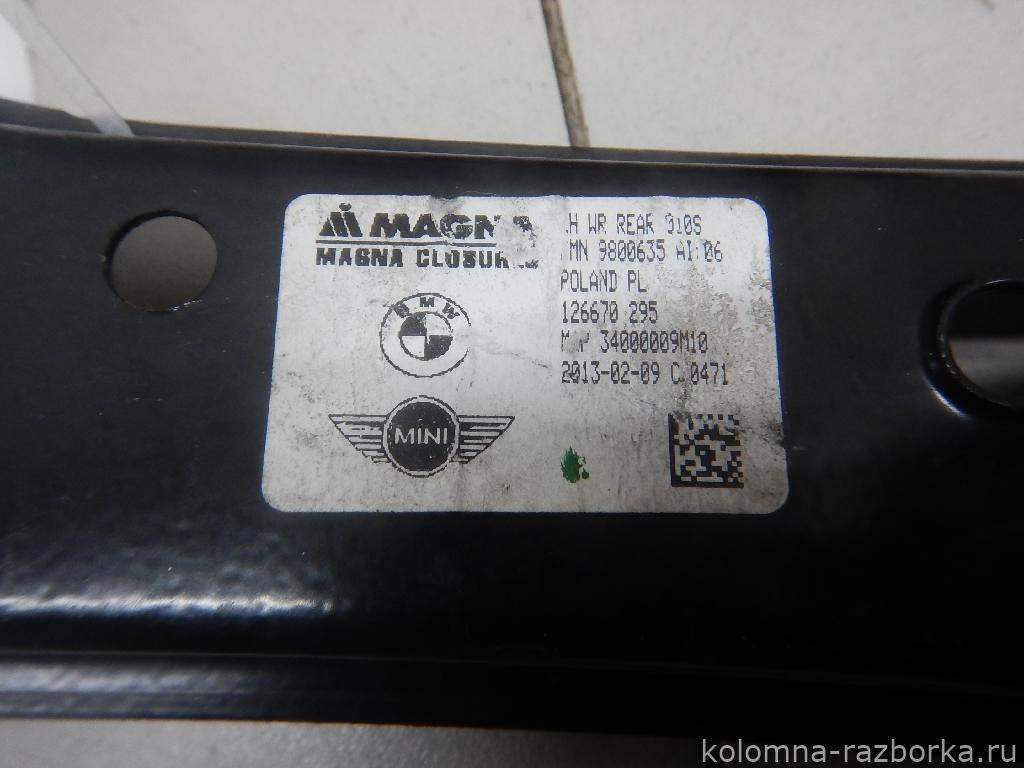 MAGNA
MAGNA CLOSURES
BMW
MINI
H WR REAR
MN 9800635 AI:06
POLAND PL
126670 295
34000009M10
2013-02-09 C 0471
kolomna-razborka.ru